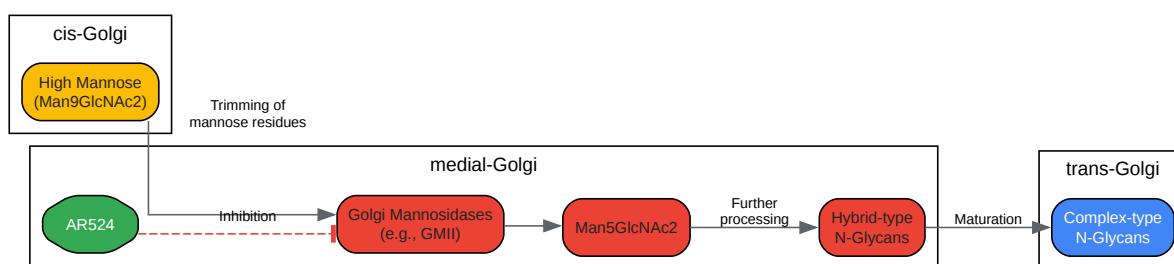 cis-Golgi
High Mannose
(Man9GlcNAc2)
Trimming of
mannose residues
medial-Golgi
AR524
Inhibition
Golgi Mannosidases
(e.g., GMII)
Man5GlcNAc2
Further
processing
Hybrid-type
N-Glycans
Maturation
trans-Golgi
Complex-type
N-Glycans